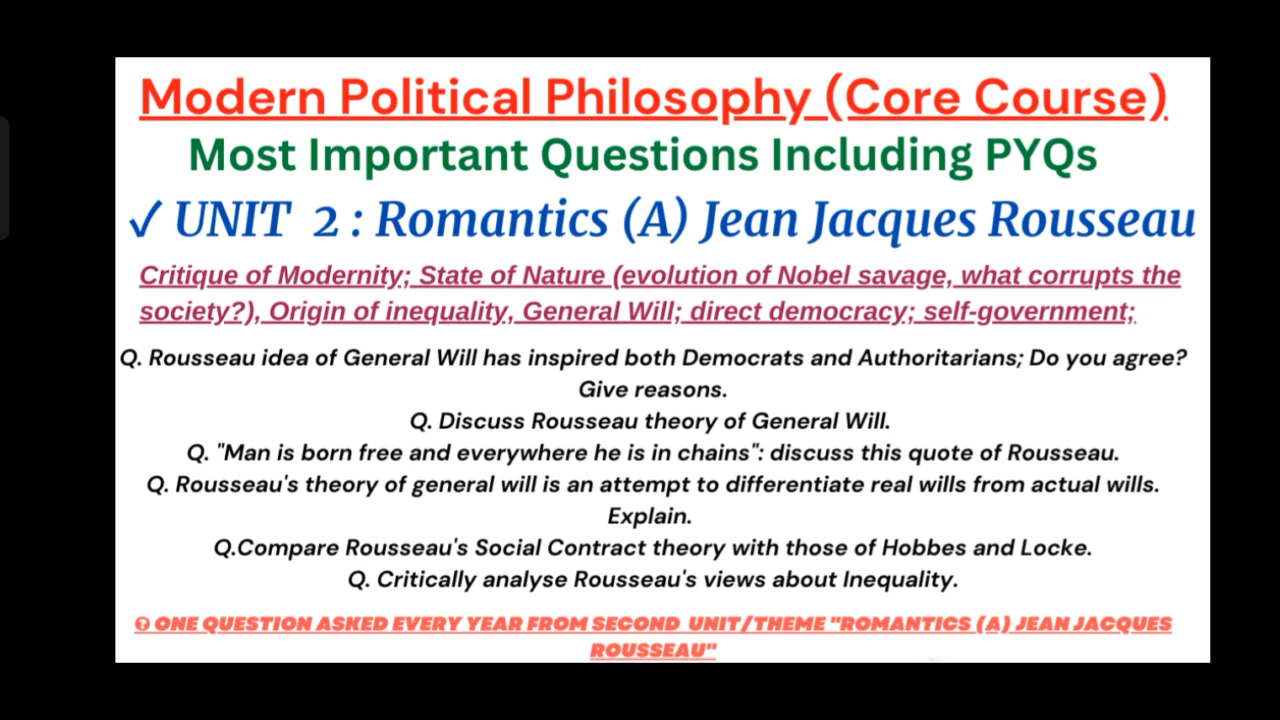 Modern Political Philosophy (Core Course)
Most Important Questions Including PYQs
✓ UNIT 2 : Romantics (A) Jean Jacques Rousseau
Critique of Modernity; State of Nature (evolution of Nobel savage, what corrupts the
society?), Origin of inequality, General Will; direct democracy; self-government;
Q. Rousseau idea of General Will has inspired both Democrats and Authoritarians; Do you agree?
Give reasons.
Q. Discuss Rousseau theory of General Will.
Q. "Man is born free and everywhere he is in chains": discuss this quote of Rousseau.
Q. Rousseau's theory of general will is an attempt to differentiate real wills from actual wills.
Explain.
Q.Compare Rousseau's Social Contract theory with those of Hobbes and Locke.
Q. Critically analyse Rousseau's views about Inequality.
ONE QUESTION ASKED EVERY YEAR FROM SECOND UNIT/THEME "ROMANTICS (A) JEAN JACQUES
ROUSSEAU"